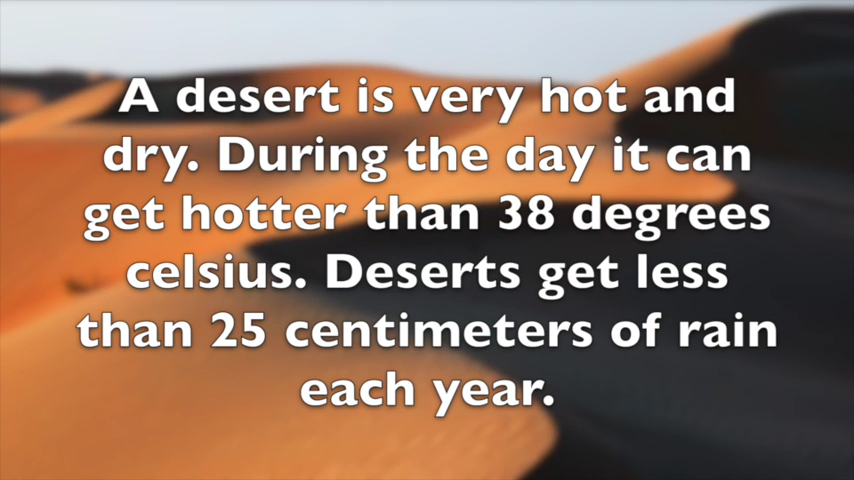 A desert is very hot and
dry. During the day it can
get hotter than 38 degrees
celsius. Deserts get less
than 25 centimeters of rain
each year.